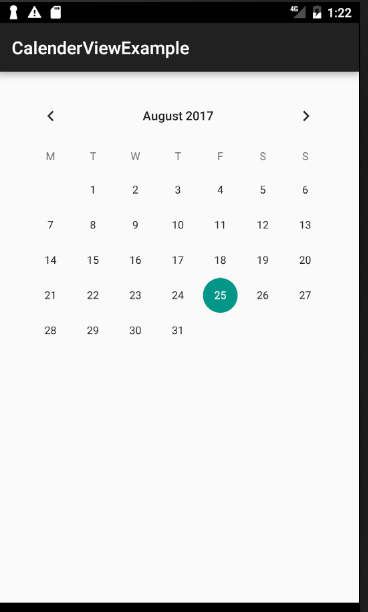 4G 1:22
CalenderViewExample
August 2017
M T W T F S S
1 2 3 4 5 6
7 8 9 10 11 12 13
14 15 16 17 18 19 20
21 22 23 24 25 26 27
28 29 30 31